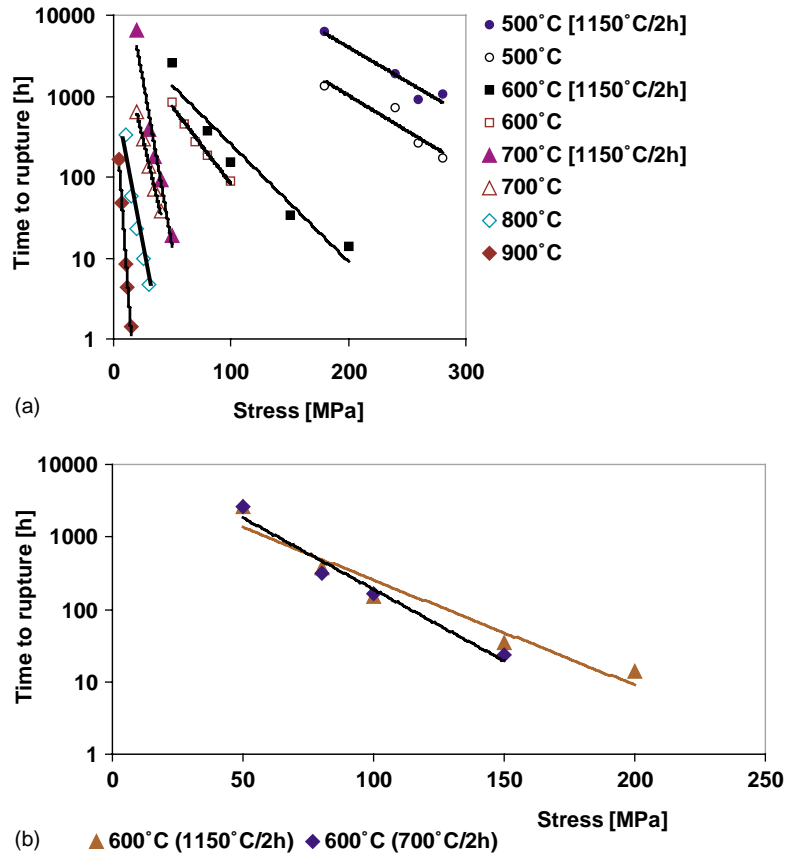 10000
1000
100
10
1
Time to rupture [h]
0
100
200
300
Stress [MPa]
(a)
500˚C [1150˚C/2h]
500˚C
600˚C [1150˚C/2h]
600˚C
700˚C [1150˚C/2h]
700˚C
800˚C
900˚C
10000
1000
100
10
1
Time to rupture [h]
0
50
100
150
200
250
Stress [MPa]
(b)
600˚C (1150˚C/2h)
600˚C (700˚C/2h)